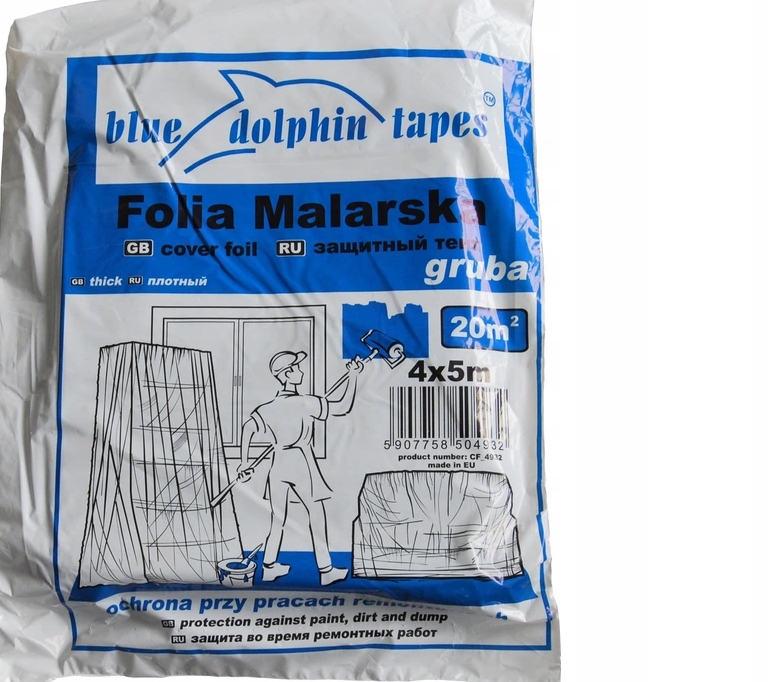 blue dolphin tapes™
Folia Malarska
GB cover foil RU защитный тент
gruba
GB thick RU плотный
20m²
4x5m
5 907758 504932
product number: CF_4932
made in EU
ochrona przy pracach
GB protection against paint, dirt and dump
RU защита во время ремонтных работ